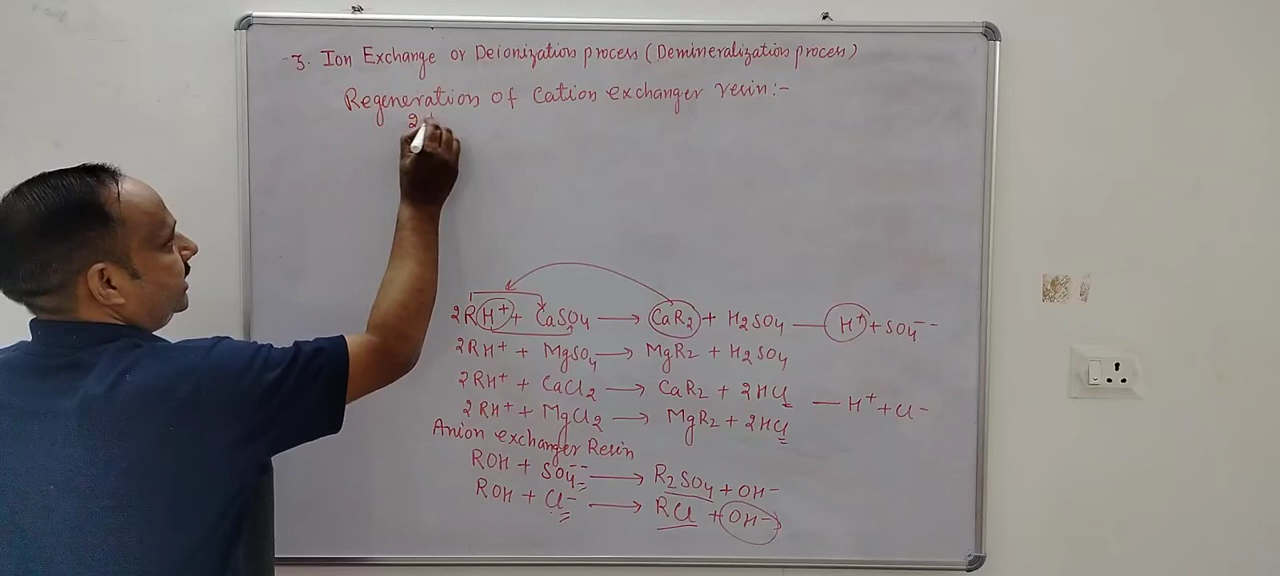 3. Ion Exchange or Deionization process (Demineralization process)
Regeneration of Cation exchanger resin:-
2
2RH⁺ + CaSO₄ ⟶ CaR₂ + H₂SO₄ — H⁺ + SO₄⁻⁻
2RH⁺ + MgSO₄ ⟶ MgR₂ + H₂SO₄
2RH⁺ + CaCl₂ ⟶ CaR₂ + 2HCl — H⁺ + Cl⁻
2RH⁺ + MgCl₂ ⟶ MgR₂ + 2HCl
Anion exchanger Resin
ROH + SO₄⁻⁻ ⟶ R₂SO₄ + OH⁻
ROH + Cl⁻ ⟶ RCl + OH⁻